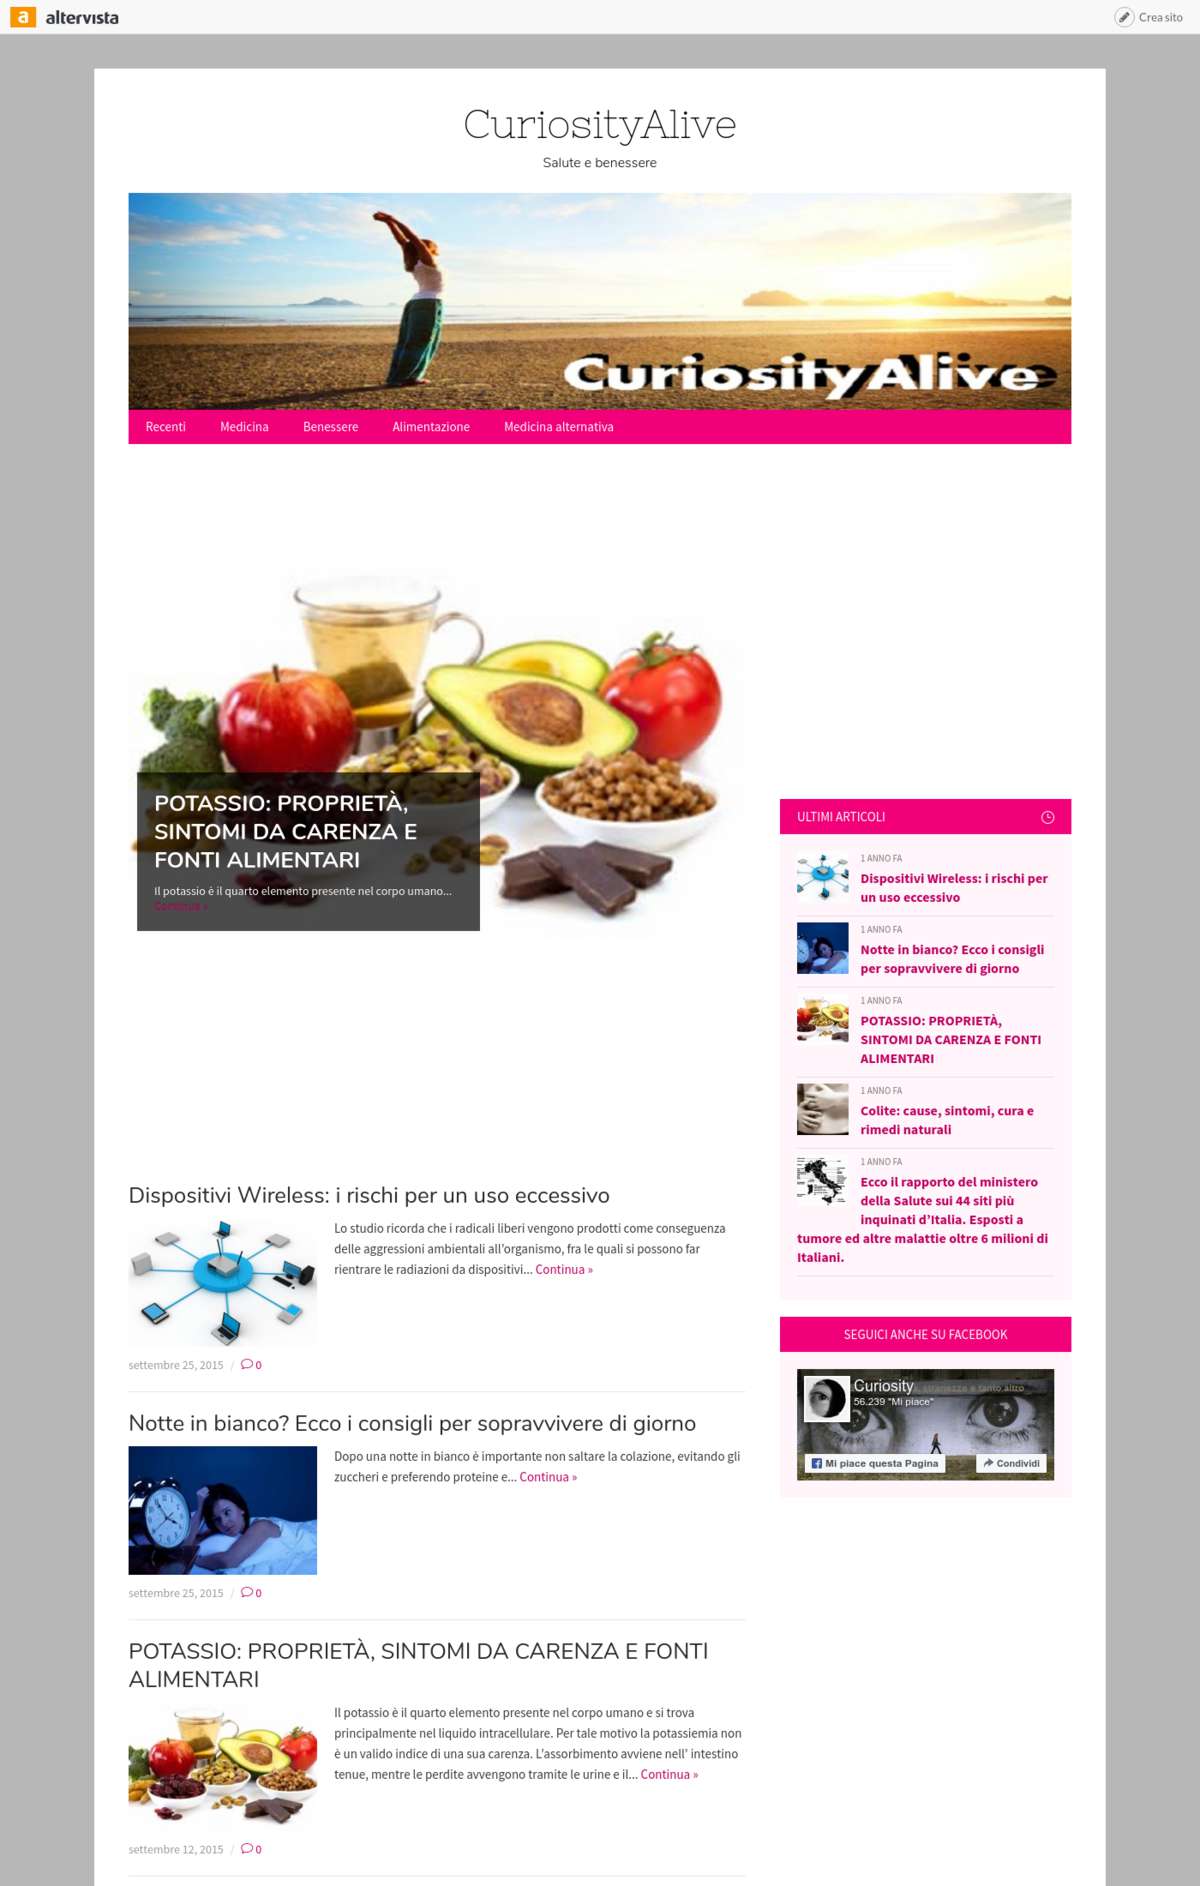 altervista
Crea sito
CuriosityAlive
Salute e benessere
CuriosityAlive
Recenti
Medicina
Benessere
Alimentazione
Medicina alternativa
POTASSIO: PROPRIETÀ,
SINTOMI DA CARENZA E
FONTI ALIMENTARI
Il potassio è il quarto elemento presente nel corpo umano...
Continua »
Dispositivi Wireless: i rischi per un uso eccessivo
Lo studio ricorda che i radicali liberi vengono prodotti come conseguenza
delle aggressioni ambientali all'organismo, fra le quali si possono far
rientrare le radiazioni da dispositivi... Continua »
settembre 25, 2015 / 0
Notte in bianco? Ecco i consigli per sopravvivere di giorno
Dopo una notte in bianco è importante non saltare la colazione, evitando gli
zuccheri e preferendo proteine e... Continua »
settembre 25, 2015 / 0
POTASSIO: PROPRIETÀ, SINTOMI DA CARENZA E FONTI
ALIMENTARI
Il potassio è il quarto elemento presente nel corpo umano e si trova
principalmente nel liquido intracellulare. Per tale motivo la potassiemia non
è un valido indice di una sua carenza. L'assorbimento avviene nell' intestino
tenue, mentre le perdite avvengono tramite le urine e il... Continua »
settembre 12, 2015 / 0
ULTIMI ARTICOLI
1 ANNO FA
Dispositivi Wireless: i rischi per
un uso eccessivo
1 ANNO FA
Notte in bianco? Ecco i consigli
per sopravvivere di giorno
1 ANNO FA
POTASSIO: PROPRIETÀ,
SINTOMI DA CARENZA E FONTI
ALIMENTARI
1 ANNO FA
Colite: cause, sintomi, cura e
rimedi naturali
1 ANNO FA
Ecco il rapporto del ministero
della Salute sui 44 siti più
inquinati d'Italia. Esposti a
tumore ed altre malattie oltre 6 milioni di
Italiani.
SEGUICI ANCHE SU FACEBOOK
Curiosity, stranezze e tanto altro
56.239 "Mi piace"
Mi piace questa Pagina
Condividi